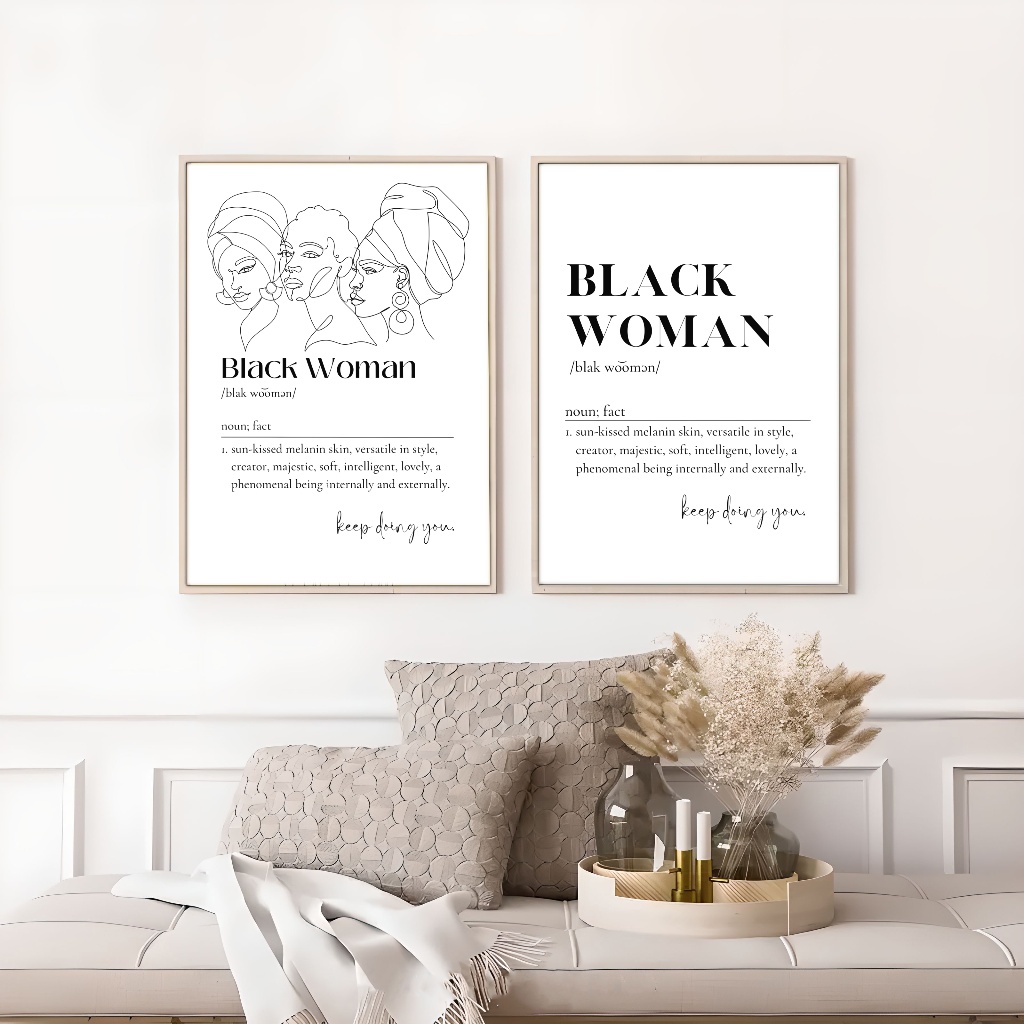 Black Woman
/blak wo͝omən/
noun; fact
1. sun-kissed melanin skin, versatile in style,
creator, majestic, soft, intelligent, lovely, a
phenomenal being internally and externally.
keep doing you.
BLACK
WOMAN
/blak wo͝omən/
noun; fact
1. sun-kissed melanin skin, versatile in style,
creator, majestic, soft, intelligent, lovely, a
phenomenal being internally and externally.
keep doing you.